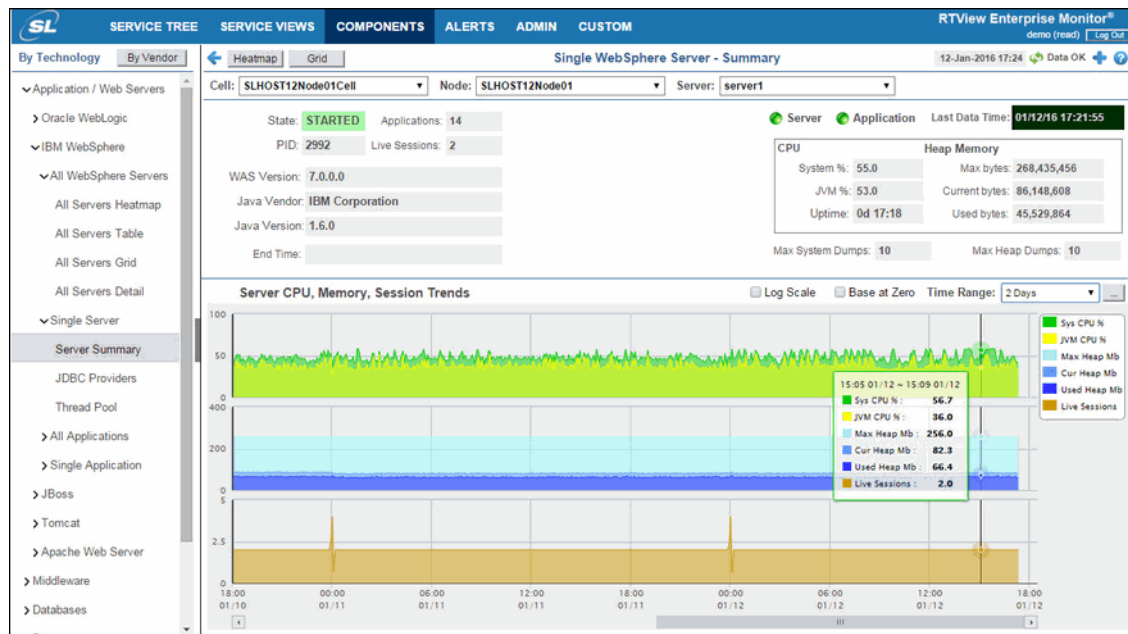 SL SERVICE TREE SERVICE VIEWS COMPONENTS ALERTS ADMIN CUSTOM RTView Enterprise Monitor®
demo (read) Log Out
By Technology By Vendor Heatmap Grid Single WebSphere Server - Summary 12-Jan-2016 17:24 Data OK
Cell: SLHOST12Node01Cell Node: SLHOST12Node01 Server: server1
Application / Web Servers
Oracle WebLogic
IBM WebSphere
All WebSphere Servers
All Servers Heatmap
All Servers Table
All Servers Grid
All Servers Detail
Single Server
Server Summary
JDBC Providers
Thread Pool
All Applications
Single Application
JBoss
Tomcat
Apache Web Server
Middleware
Databases
State: STARTED Applications: 14
PID: 2992 Live Sessions: 2
WAS Version: 7.0.0.0
Java Vendor: IBM Corporation
Java Version: 1.6.0
End Time:
Server Application Last Data Time: 01/12/16 17:21:55
CPU Heap Memory
System %: 55.0 Max bytes: 268,435,456
JVM %: 53.0 Current bytes: 86,148,608
Uptime: 0d 17:18 Used bytes: 45,529,864
Max System Dumps: 10 Max Heap Dumps: 10
Server CPU, Memory, Session Trends Log Scale Base at Zero Time Range: 2 Days ...
100
50
0
400
200
0
5
2.5
0
Sys CPU %
JVM CPU %
Max Heap Mb
Cur Heap Mb
Used Heap Mb
Live Sessions
15:05 01/12 ~ 15:09 01/12
Sys CPU % : 56.7
JVM CPU % : 36.0
Max Heap Mb : 256.0
Cur Heap Mb : 82.3
Used Heap Mb : 66.4
Live Sessions : 2.0
18:00 00:00 06:00 12:00 18:00 00:00 06:00 12:00 18:00
01/10 01/11 01/11 01/11 01/11 01/12 01/12 01/12 01/12